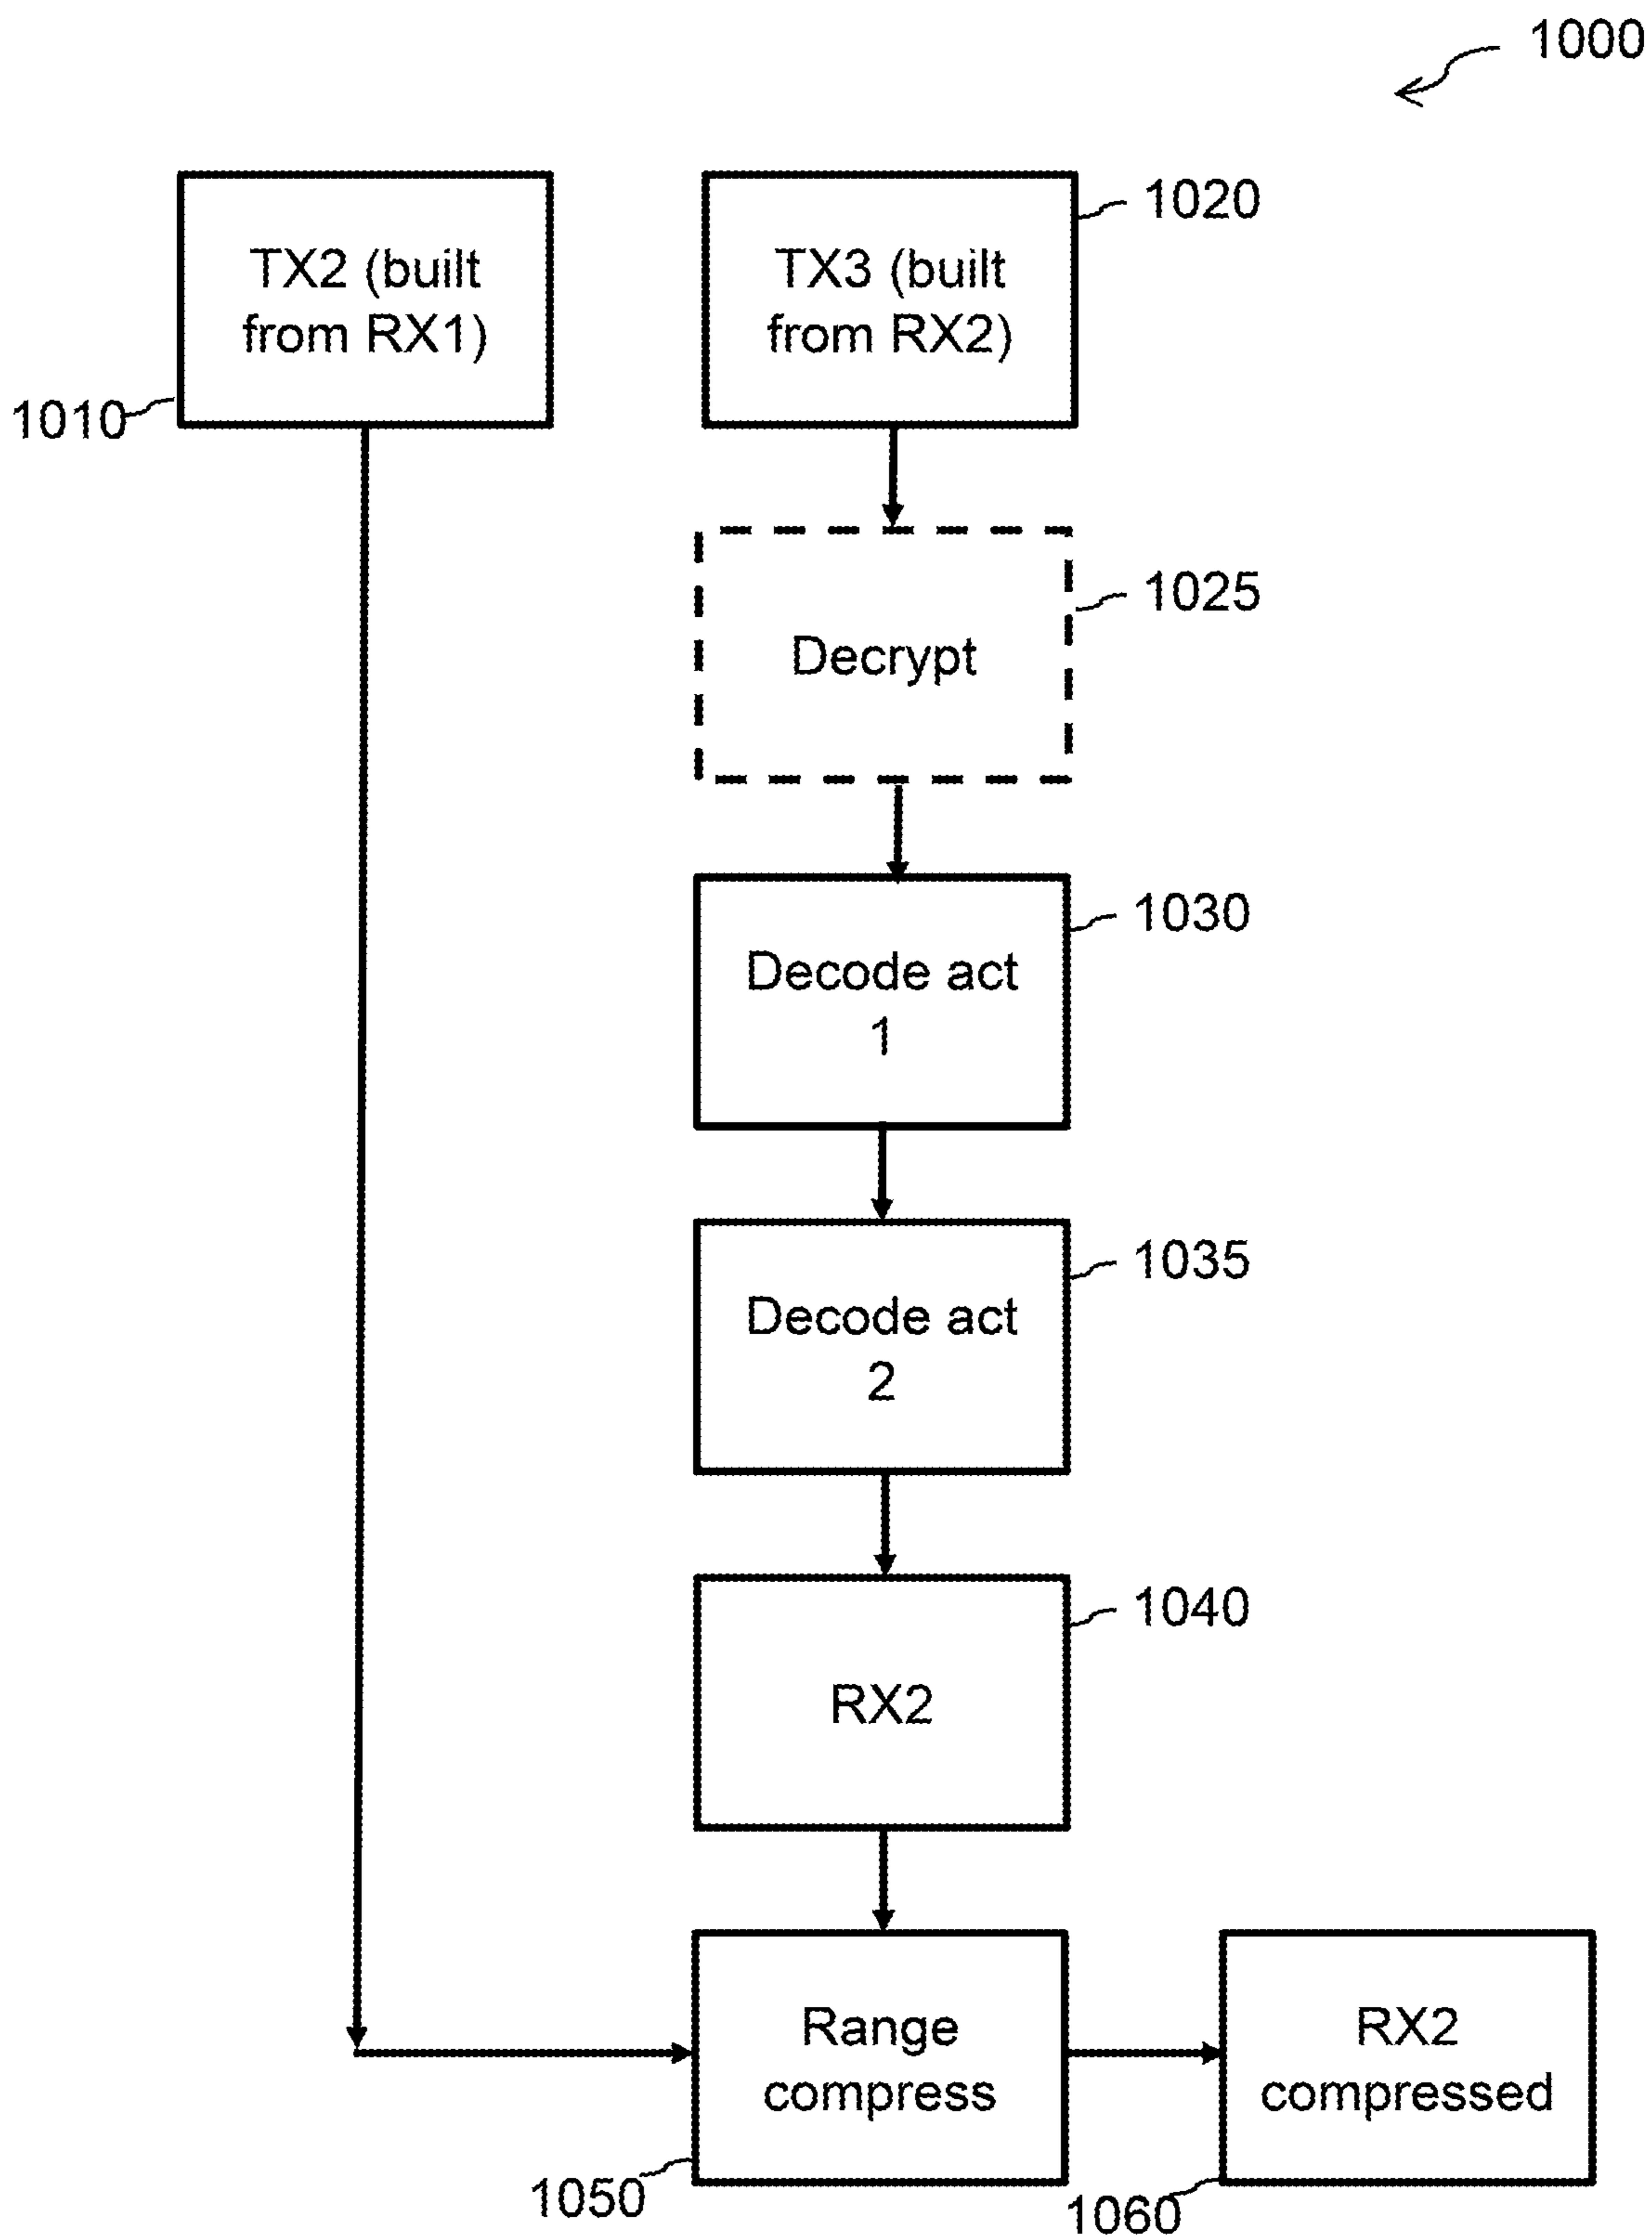 1000
TX2 (built
from RX1)
1010
TX3 (built
from RX2)
1020
Decrypt
1025
Decode act
1
1030
Decode act
2
1035
RX2
1040
Range
compress
1050
RX2
compressed
1060